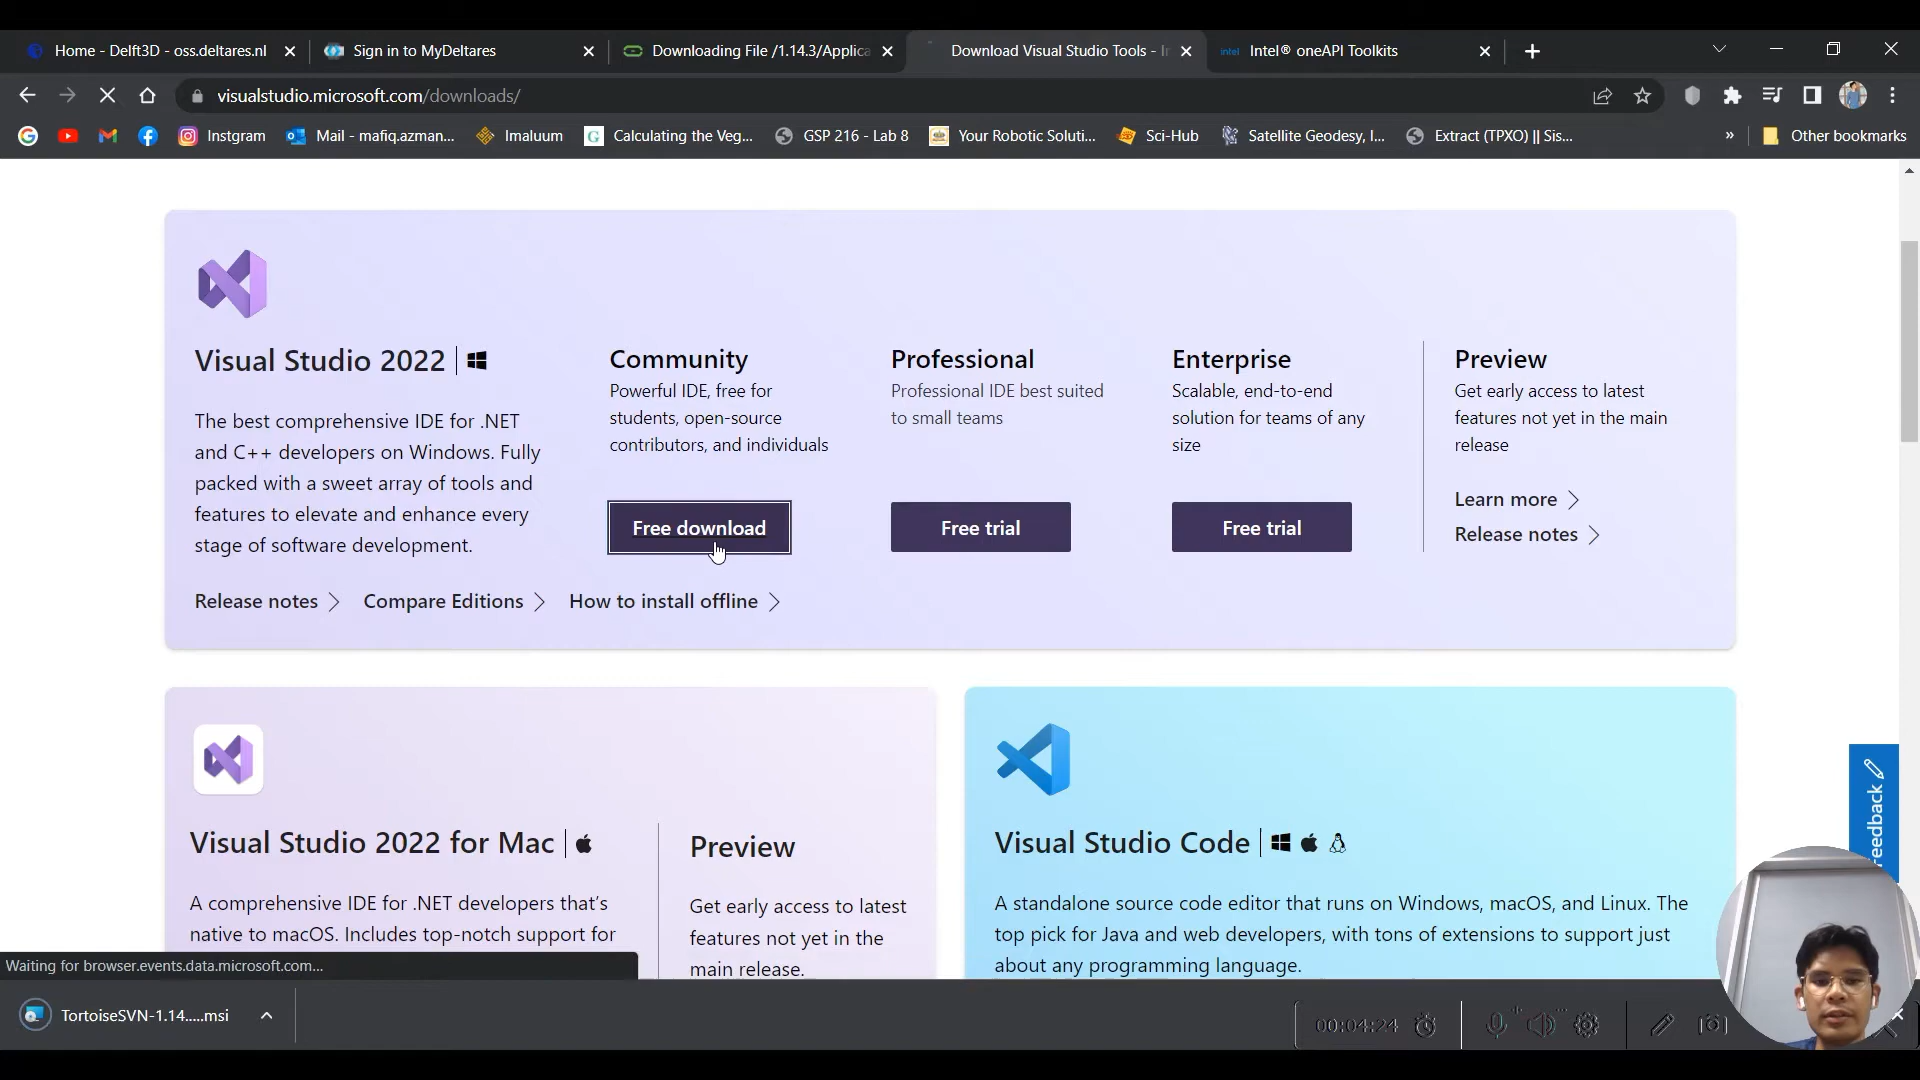 Home - Delft3D - oss.deltares.nl
Sign in to MyDeltares
Downloading File /1.14.3/Applica
Download Visual Studio Tools - I
intel Intel® oneAPI Toolkits
visualstudio.microsoft.com/downloads/
Instgram
Mail - mafiq.azman...
Imaluum
Calculating the Veg...
GSP 216 - Lab 8
Your Robotic Soluti...
Sci-Hub
Satellite Geodesy, I...
Extract (TPXO) || Sis...
»
Other bookmarks
Visual Studio 2022
The best comprehensive IDE for .NET
and C++ developers on Windows. Fully
packed with a sweet array of tools and
features to elevate and enhance every
stage of software development.
Community
Powerful IDE, free for
students, open-source
contributors, and individuals
Free download
Professional
Professional IDE best suited
to small teams
Free trial
Enterprise
Scalable, end-to-end
solution for teams of any
size
Free trial
Preview
Get early access to latest
features not yet in the main
release
Learn more
Release notes
Release notes
Compare Editions
How to install offline
Visual Studio 2022 for Mac
A comprehensive IDE for .NET developers that's
native to macOS. Includes top-notch support for
Preview
Get early access to latest
features not yet in the
main release.
Visual Studio Code
A standalone source code editor that runs on Windows, macOS, and Linux. The
top pick for Java and web developers, with tons of extensions to support just
about any programming language.
Feedback
Waiting for browser.events.data.microsoft.com...
TortoiseSVN-1.14.....msi
00:04:24